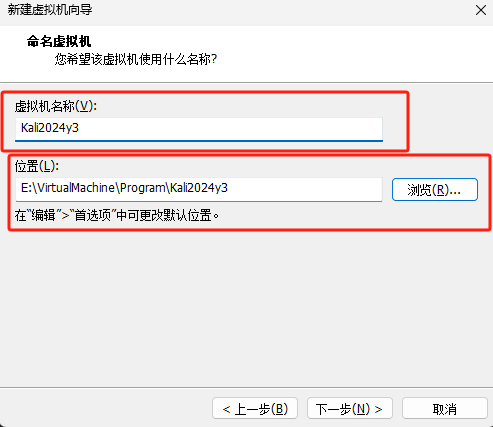 新建虚拟机向导
命名虚拟机
您希望该虚拟机使用什么名称?
虚拟机名称(V):
Kali2024y3
位置(L):
E:\VirtualMachine\Program\Kali2024y3
浏览(R)...
在“编辑”>“首选项”中可更改默认位置。
< 上一步(B)
下一步(N) >
取消